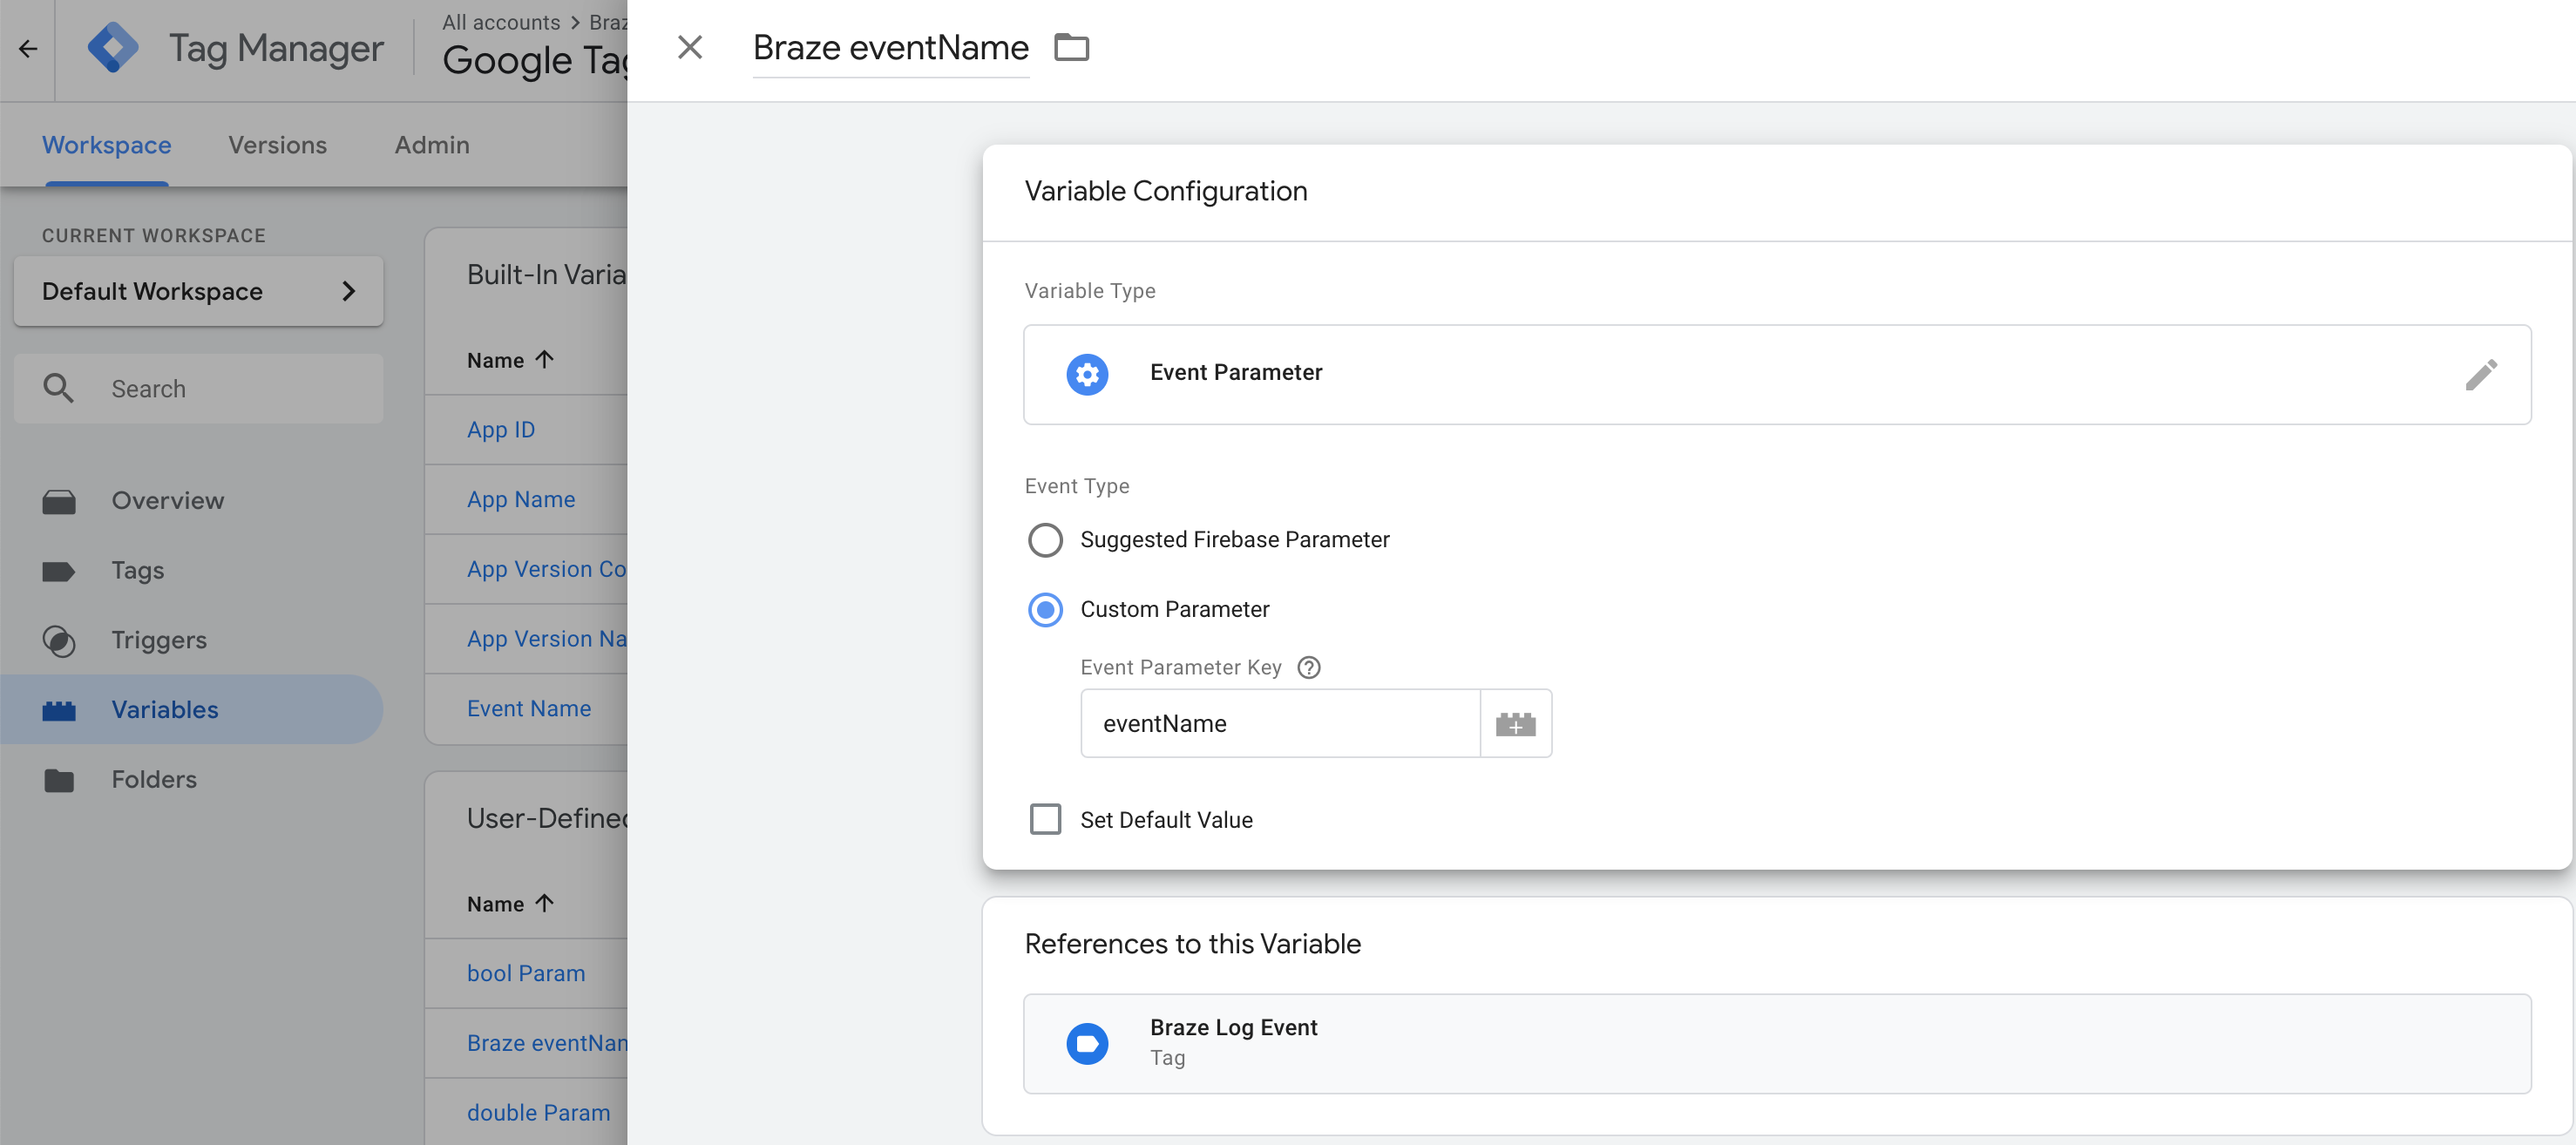 Tag Manager
All accounts > Braz
Google Tag
Workspace
Versions
Admin
CURRENT WORKSPACE
Default Workspace
Search
Overview
Tags
Triggers
Variables
Folders
Built-In Varia
Name
App ID
App Name
App Version Co
App Version Na
Event Name
User-Defined
Name
bool Param
Braze eventNam
double Param
Braze eventName
Variable Configuration
Variable Type
Event Parameter
Event Type
Suggested Firebase Parameter
Custom Parameter
Event Parameter Key
eventName
Set Default Value
References to this Variable
Braze Log Event
Tag